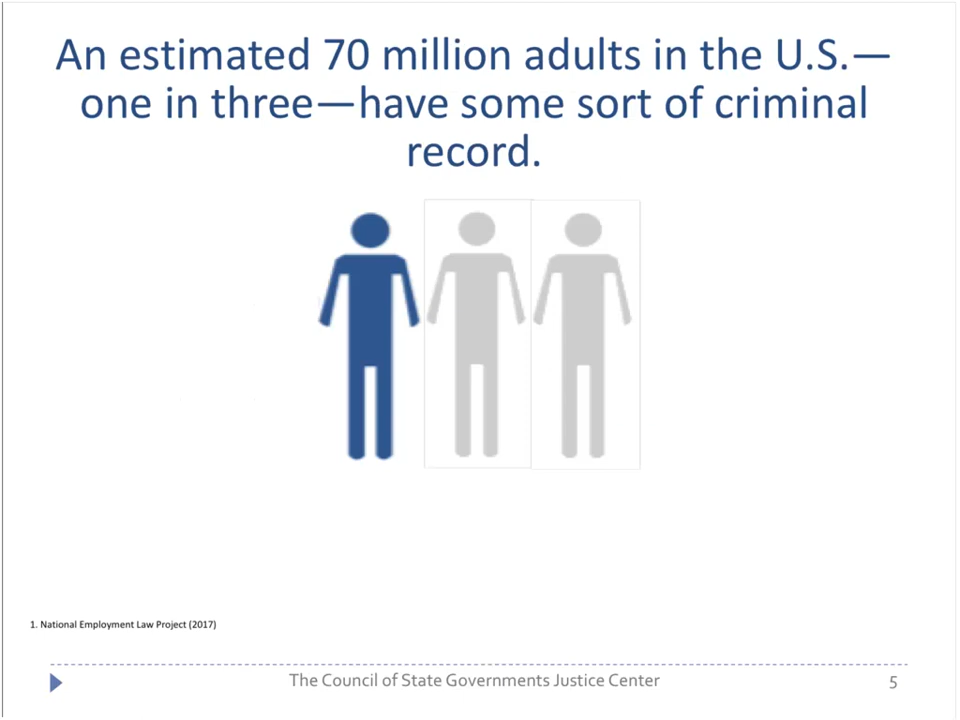 An estimated 70 million adults in the U.S.—
one in three—have some sort of criminal
record.
1. National Employment Law Project (2017)
The Council of State Governments Justice Center
5